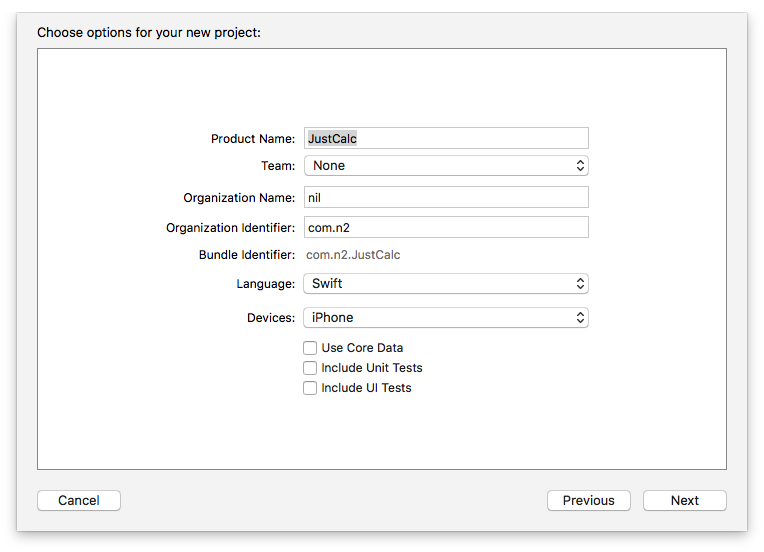 Choose options for your new project:
Product Name: JustCalc
Team: None
Organization Name: nil
Organization Identifier: com.n2
Bundle Identifier: com.n2.JustCalc
Language: Swift
Devices: iPhone
Use Core Data
Include Unit Tests
Include UI Tests
Cancel Previous Next